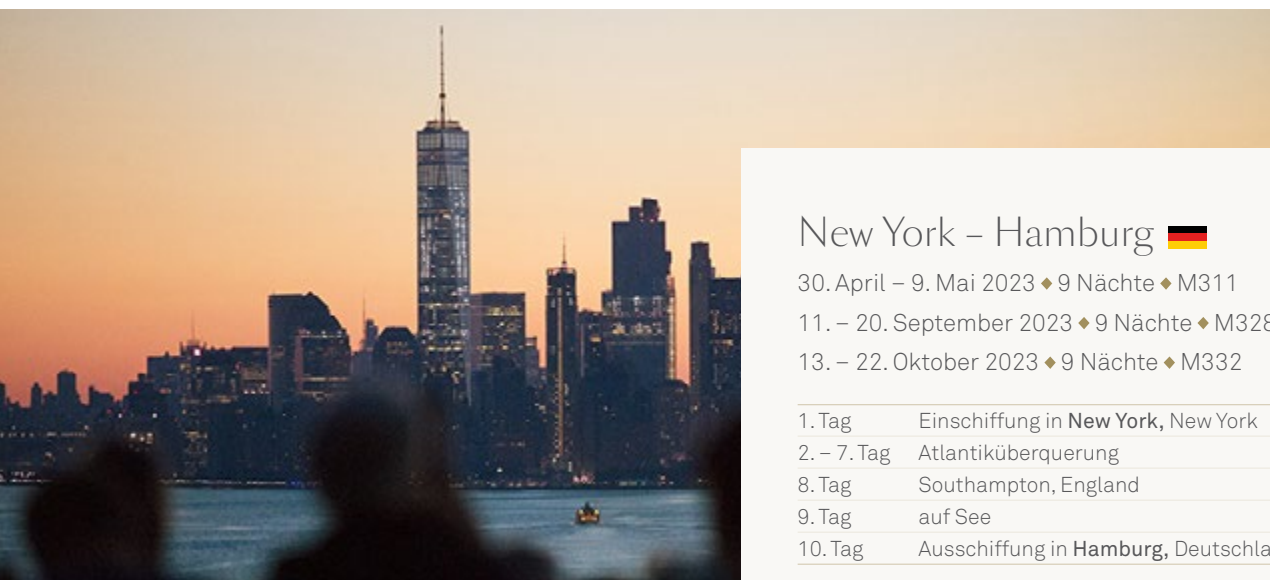 New York – Hamburg
30. April – 9. Mai 2023 ◆ 9 Nächte ◆ M311
11. – 20. September 2023 ◆ 9 Nächte ◆ M328
13. – 22. Oktober 2023 ◆ 9 Nächte ◆ M332
1. Tag Einschiffung in New York, New York
2. – 7. Tag Atlantiküberquerung
8. Tag Southampton, England
9. Tag auf See
10. Tag Ausschiffung in Hamburg,